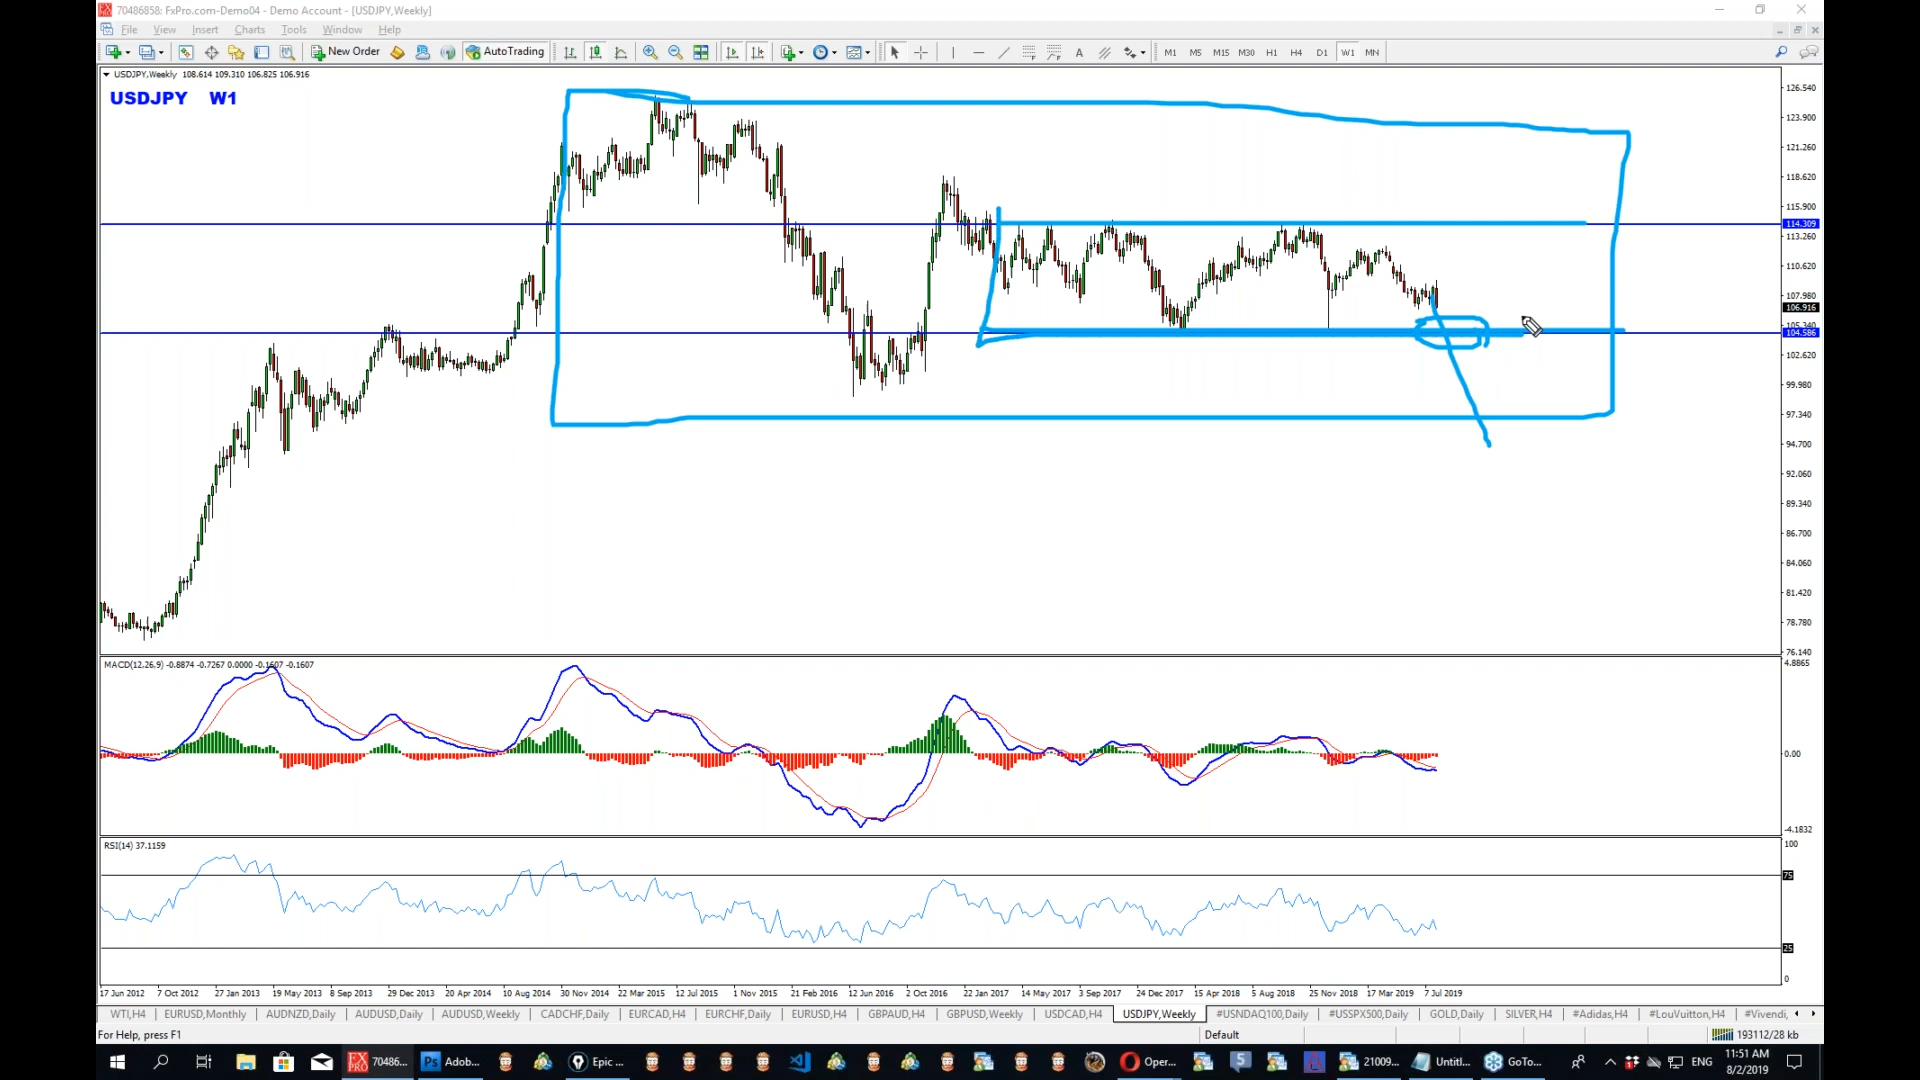 70486858: FxPro.com-Demo04 - Demo Account - [USDJPY,Weekly]
File View Insert Charts Tools Window Help
New Order AutoTrading A M1 M5 M15 M30 H1 H4 D1 W1 MN
USDJPY,Weekly 108.614 109.310 106.825 106.916
USDJPY W1
126.540
123.900
121.260
118.620
115.900
114.309
113.260
110.620
107.980
106.916
105.340
104.586
102.620
99.980
97.340
94.700
92.060
89.340
86.700
84.060
81.420
78.780
76.140
MACD(12,26,9) -0.8874 -0.7267 0.0000 -0.1607 -0.1607
4.8865
0.00
-4.1832
RSI(14) 37.1159
100
75
25
0
17 Jun 2012 7 Oct 2012 27 Jan 2013 19 May 2013 8 Sep 2013 29 Dec 2013 20 Apr 2014 10 Aug 2014 30 Nov 2014 22 Mar 2015 12 Jul 2015 1 Nov 2015 21 Feb 2016 12 Jun 2016 2 Oct 2016 22 Jan 2017 14 May 2017 3 Sep 2017 24 Dec 2017 15 Apr 2018 5 Aug 2018 25 Nov 2018 17 Mar 2019 7 Jul 2019
WTI,H4 EURUSD,Monthly AUDNZD,Daily AUDUSD,Daily AUDUSD,Weekly CADCHF,Daily EURCAD,H4 EURCHF,Daily EURUSD,H4 GBPAUD,H4 GBPUSD,Weekly USDCAD,H4 USDJPY,Weekly #USNDAQ100,Daily #USSPX500,Daily GOLD,Daily SILVER,H4 #Adidas,H4 #LouVuitton,H4 #Vivendi,
For Help, press F1 Default 193112/28 kb
70486... Adob... Epic ... Oper... 21009... Untitl... GoTo... ENG 11:51 AM
8/2/2019